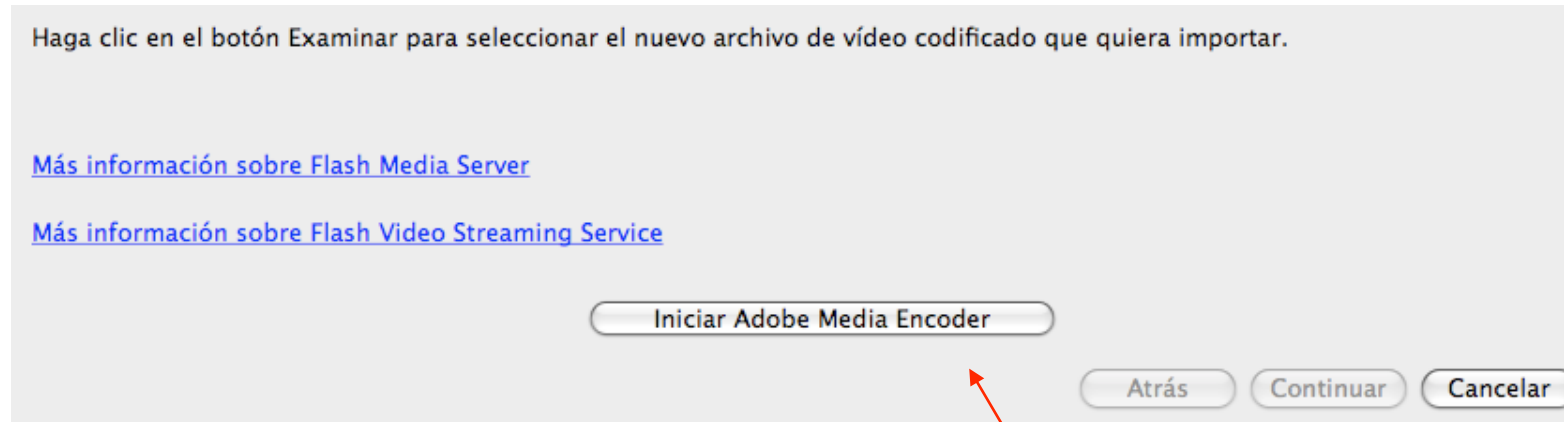 Haga clic en el botón Examinar para seleccionar el nuevo archivo de vídeo codificado que quiera importar.
Más información sobre Flash Media Server
Más información sobre Flash Video Streaming Service
Iniciar Adobe Media Encoder
Atrás Continuar Cancelar